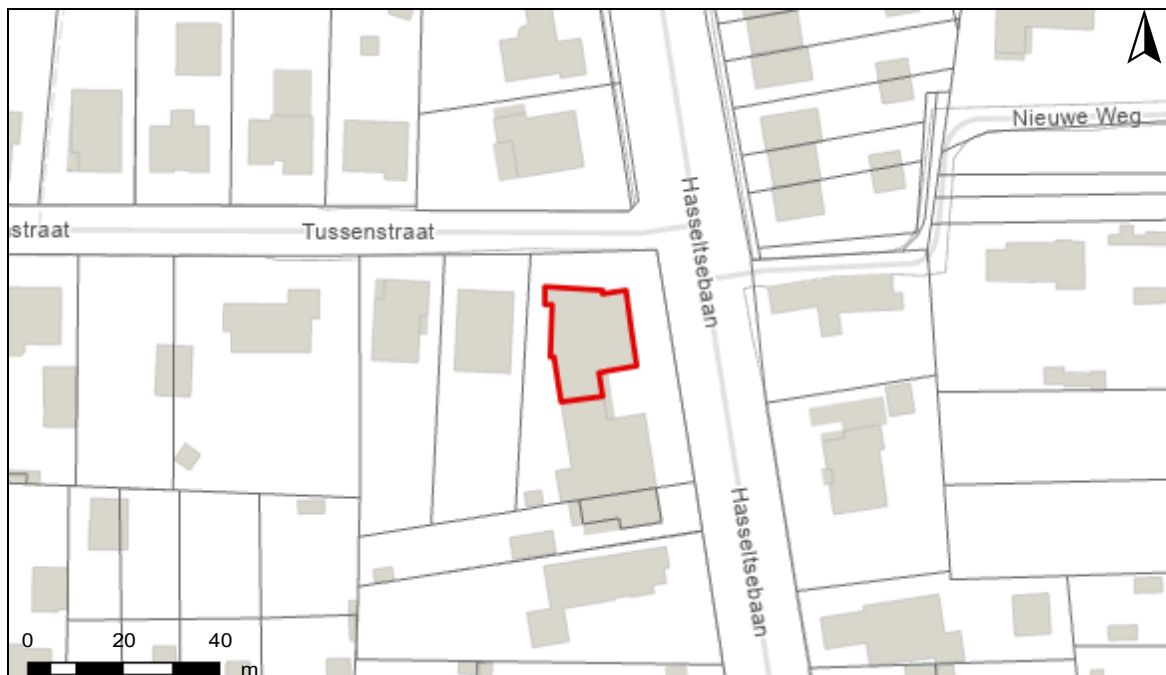 Nieuwe Weg
straat
Tussenstraat
Hasseltsebaan
Hasseltsebaan
0 20 40
m